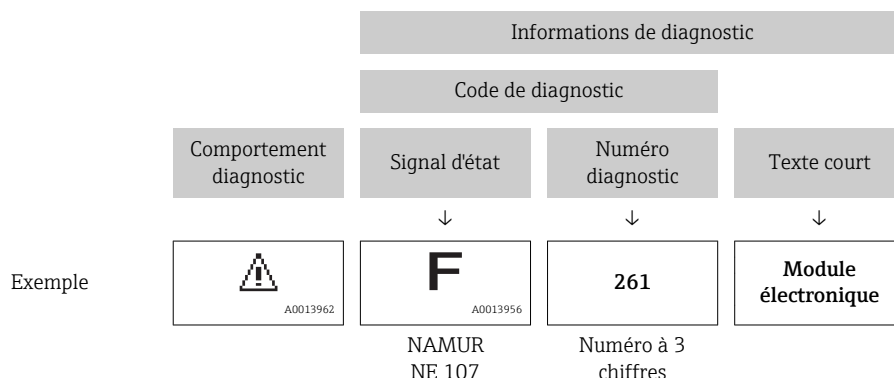 Informations de diagnostic
Code de diagnostic
Comportement
diagnostic
Signal d'état
Numéro
diagnostic
Texte court
↓ ↓ ↓
Exemple
A0013962
F
A0013956
261
Module
électronique
NAMUR
NE 107
Numéro à 3
chiffres